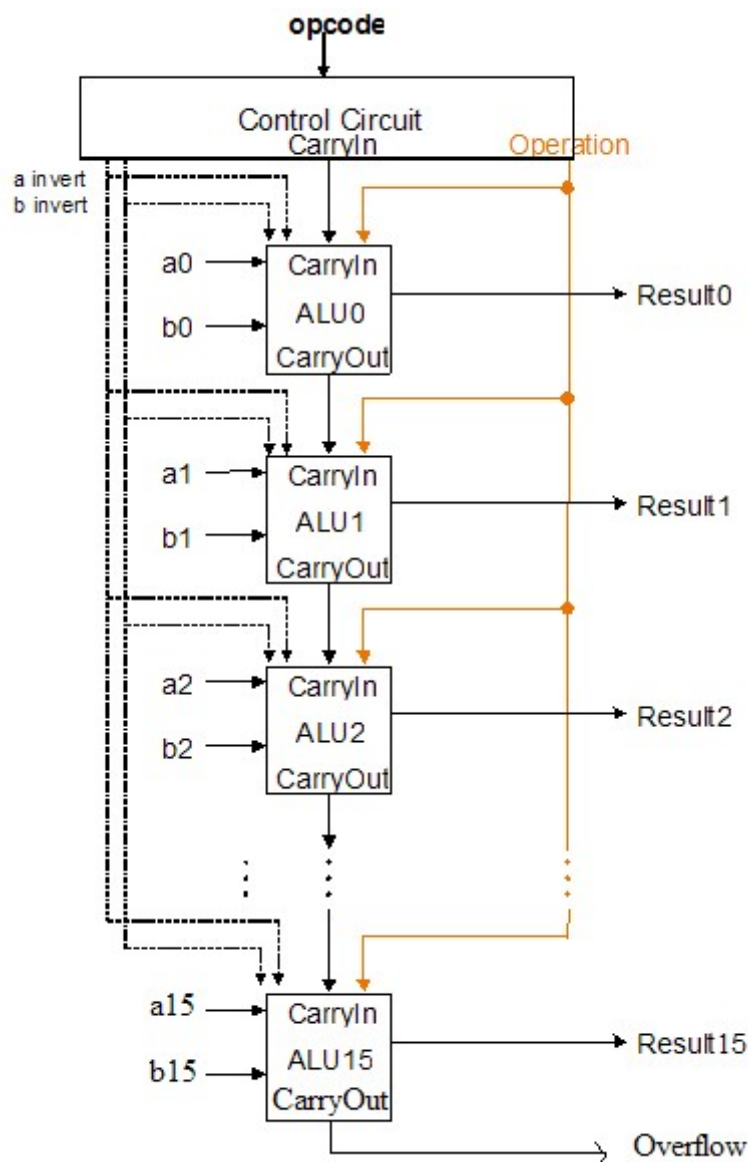 opcode
Control Circuit
CarryIn
Operation
a invert
b invert
a0
CarryIn
b0
ALU0
Result0
CarryOut
a1
CarryIn
b1
ALU1
Result1
CarryOut
a2
CarryIn
b2
ALU2
Result2
CarryOut
a15
CarryIn
b15
ALU15
Result15
CarryOut
Overflow